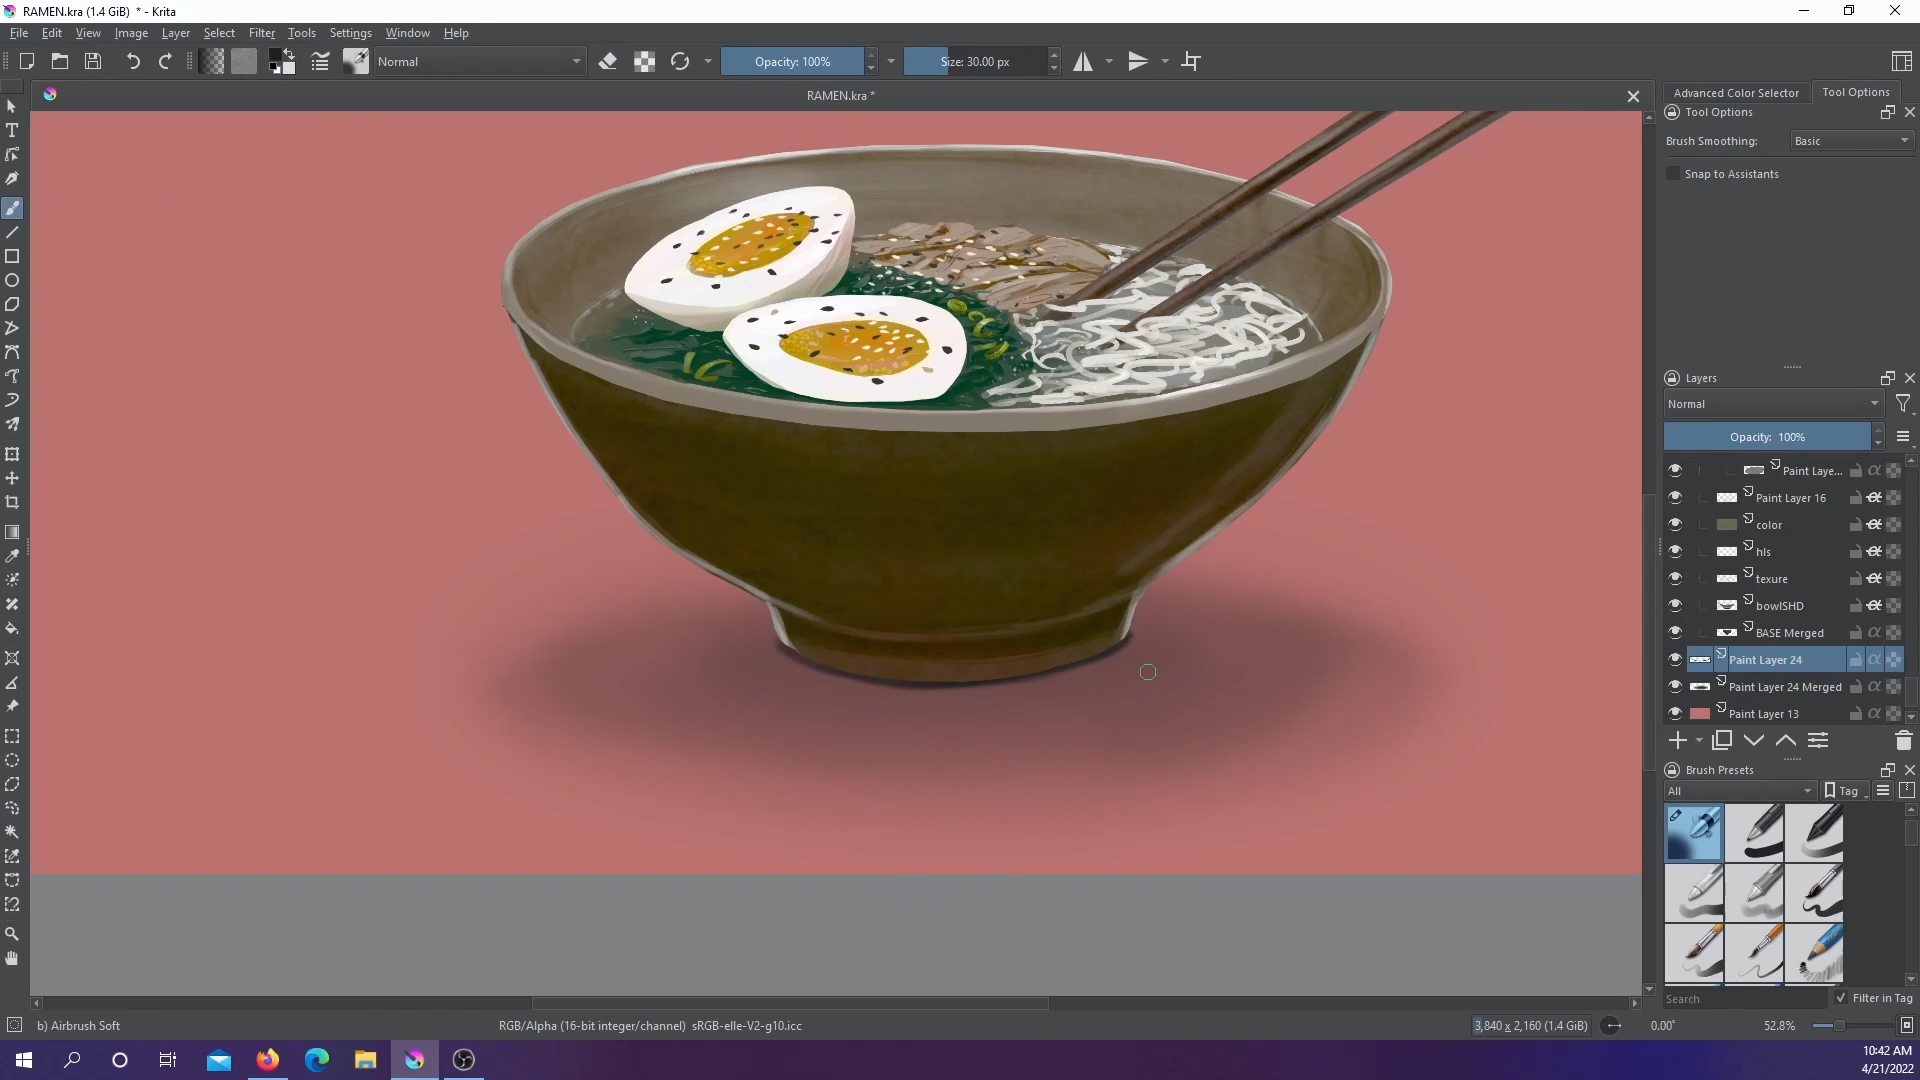 RAMEN.kra (1.4 GiB)  * - Krita
File Edit View Image Layer Select Filter Tools Settings Window Help
Normal Opacity: 100% Size: 30.00 px
RAMEN.kra *
Advanced Color Selector Tool Options
Tool Options
Brush Smoothing: Basic
Snap to Assistants
Layers
Normal
Opacity:  100%
Paint Laye...
Paint Layer 16
color
hls
texure
bowlSHD
BASE Merged
Paint Layer 24
Paint Layer 24 Merged
Paint Layer 13
Brush Presets
All Tag
Search Filter in Tag
b) Airbrush Soft RGB/Alpha (16-bit integer/channel)  sRGB-elle-V2-g10.icc 3,840 x 2,160 (1.4 GiB) 0.00° 52.8%
10:42 AM
4/21/2022